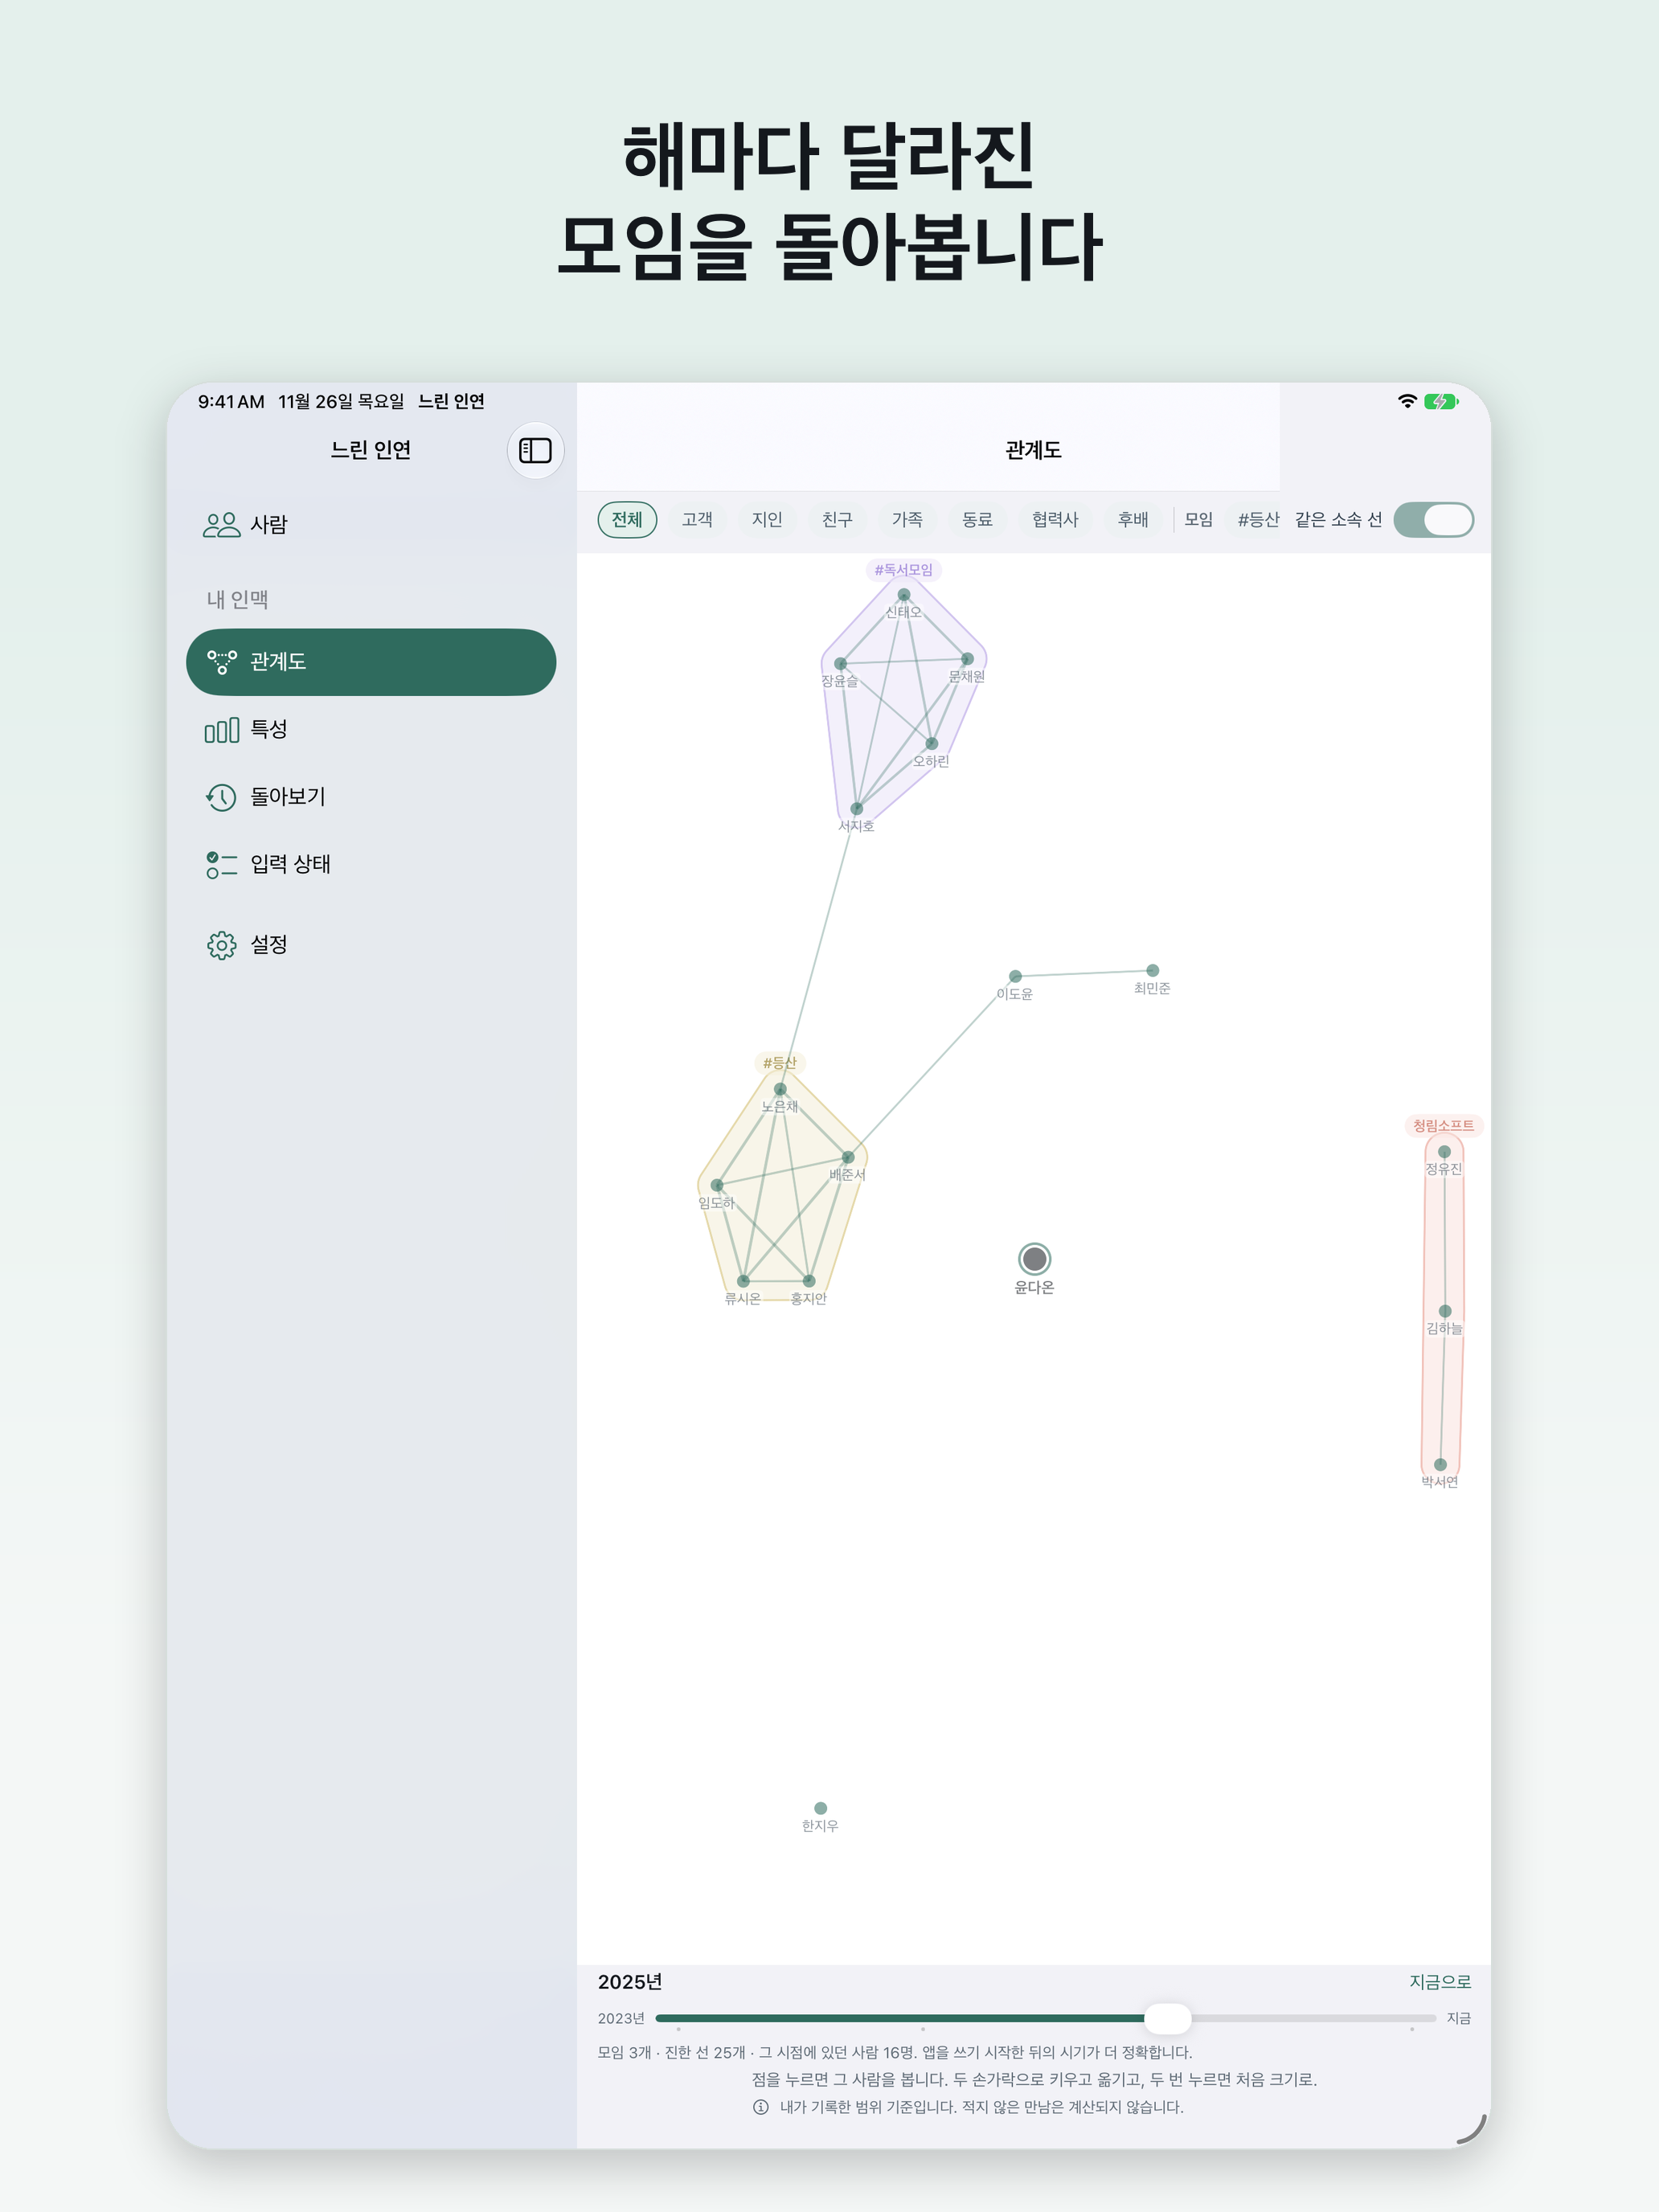 해마다 달라진
모임을 돌아봅니다
9:41 AM 11월 26일 목요일 느린 인연
느린 인연
관계도
사람
내 인맥
관계도
특성
돌아보기
입력 상태
설정
전체 고객 지인 친구 가족 동료 협력사 후배 모임 #등산 같은 소속 선
#독서모임
신태오
장윤슬
문채원
오하린
서지호
이도윤
최민준
#등산
노은채
배준서
임도하
류시온
홍지안
청림소프트
정유진
김하늘
박서연
윤다온
한지우
2025년
지금으로
2023년
지금
모임 3개 · 진한 선 25개 · 그 시점에 있던 사람 16명. 앱을 쓰기 시작한 뒤의 시기가 더 정확합니다.
점을 누르면 그 사람을 봅니다. 두 손가락으로 키우고 옮기고, 두 번 누르면 처음 크기로.
내가 기록한 범위 기준입니다. 적지 않은 만남은 계산되지 않습니다.